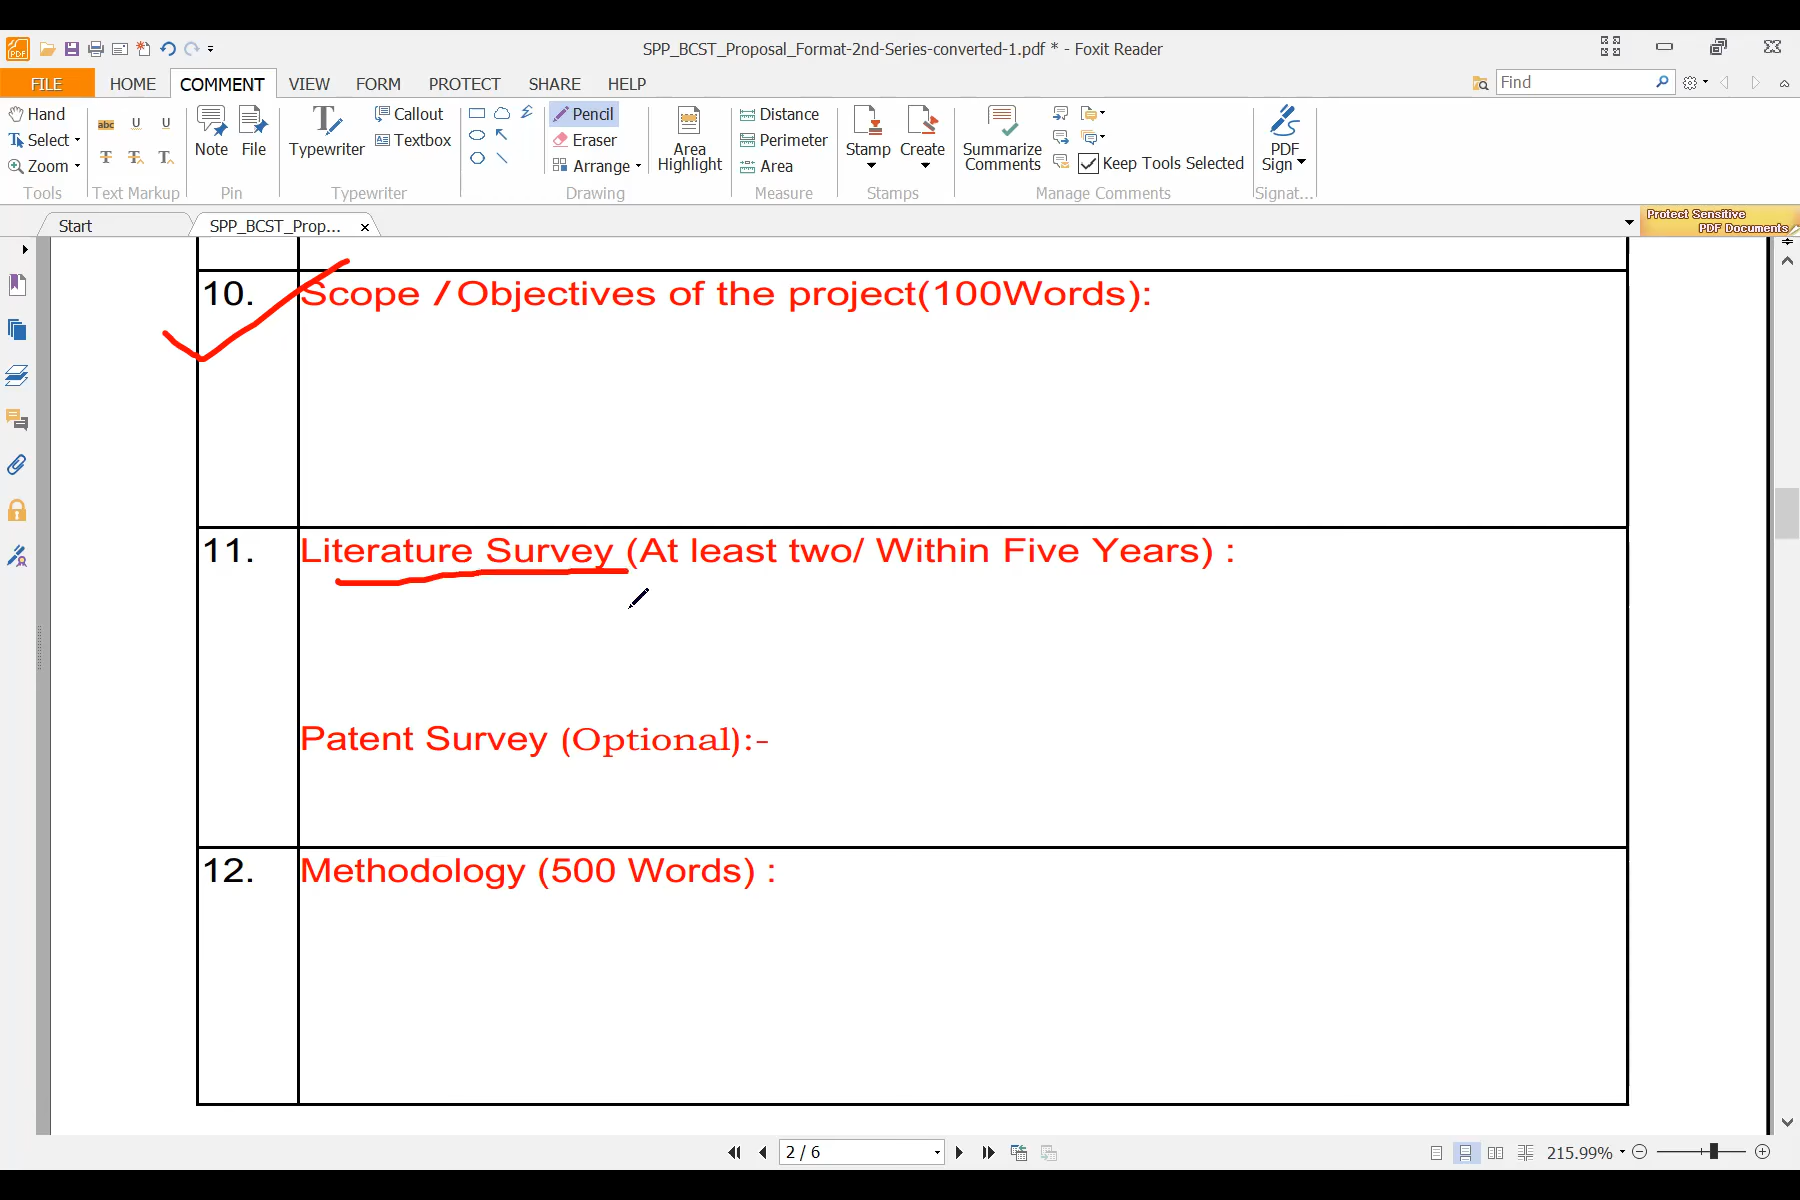 SPP_BCST_Proposal_Format-2nd-Series-converted-1.pdf * - Foxit Reader
FILE HOME COMMENT VIEW FORM PROTECT SHARE HELP Find
Hand
Select
Zoom
Tools
Text Markup
Note File
Pin
Typewriter
Callout
Textbox
Typewriter
Pencil
Eraser
Arrange
Drawing
Area Highlight
Distance
Perimeter
Area
Measure
Stamp Create
Stamps
Summarize Comments
Keep Tools Selected
Manage Comments
PDF Sign
Signat...
Start SPP_BCST_Prop... x
Protect Sensitive
PDF Documents
10. Scope / Objectives of the project(100Words):
11. Literature Survey (At least two/ Within Five Years) :
Patent Survey (Optional):-
12. Methodology (500 Words) :
2 / 6 215.99%